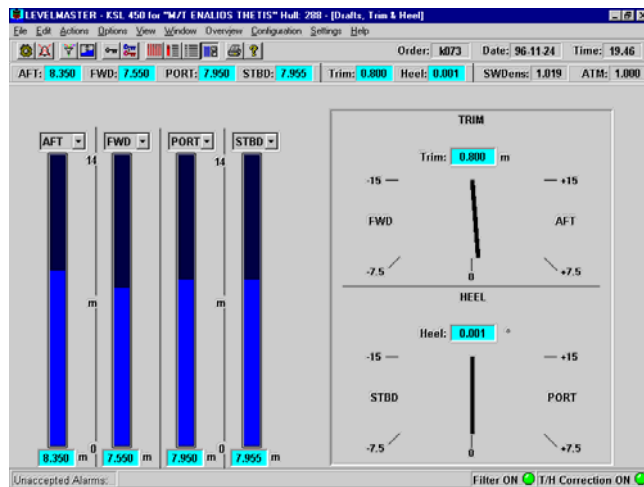 LEVELMASTER - KSL 450 for "M/T ENALIOS THETIS" Hull: 288 - [Drafts, Trim & Heel]
File Edit Actions Options View Window Overview Configuration Settings Help
Order: k073 Date: 96-11-24 Time: 19.46
AFT: 8.350 FWD: 7.550 PORT: 7.950 STBD: 7.955 Trim: 0.800 Heel: 0.001 SWDens: 1.019 ATM: 1.000
AFT FWD PORT STBD
14 14
m m
0 0
8.350 m 7.550 m 7.950 m 7.955 m
TRIM
Trim: 0.800 m
-15 +15
FWD AFT
-7.5 +7.5
0
HEEL
Heel: 0.001 °
-15 +15
STBD PORT
-7.5 +7.5
0
Unaccepted Alarms: Filter ON T/H Correction ON